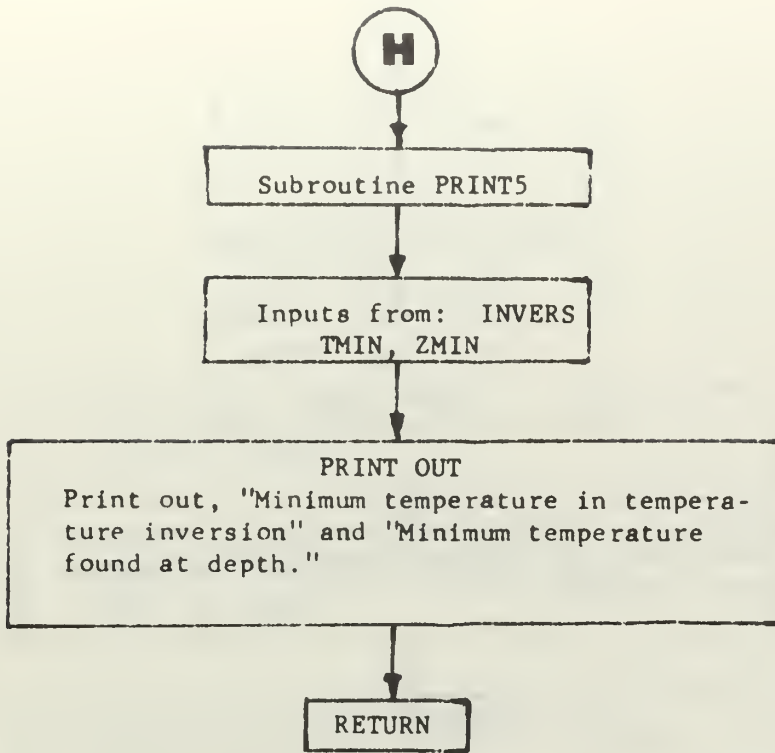 H
Subroutine PRINT5
Inputs from: INVERS
TMIN, ZMIN
PRINT OUT
Print out, "Minimum temperature in tempera-
ture inversion" and "Minimum temperature
found at depth."
RETURN